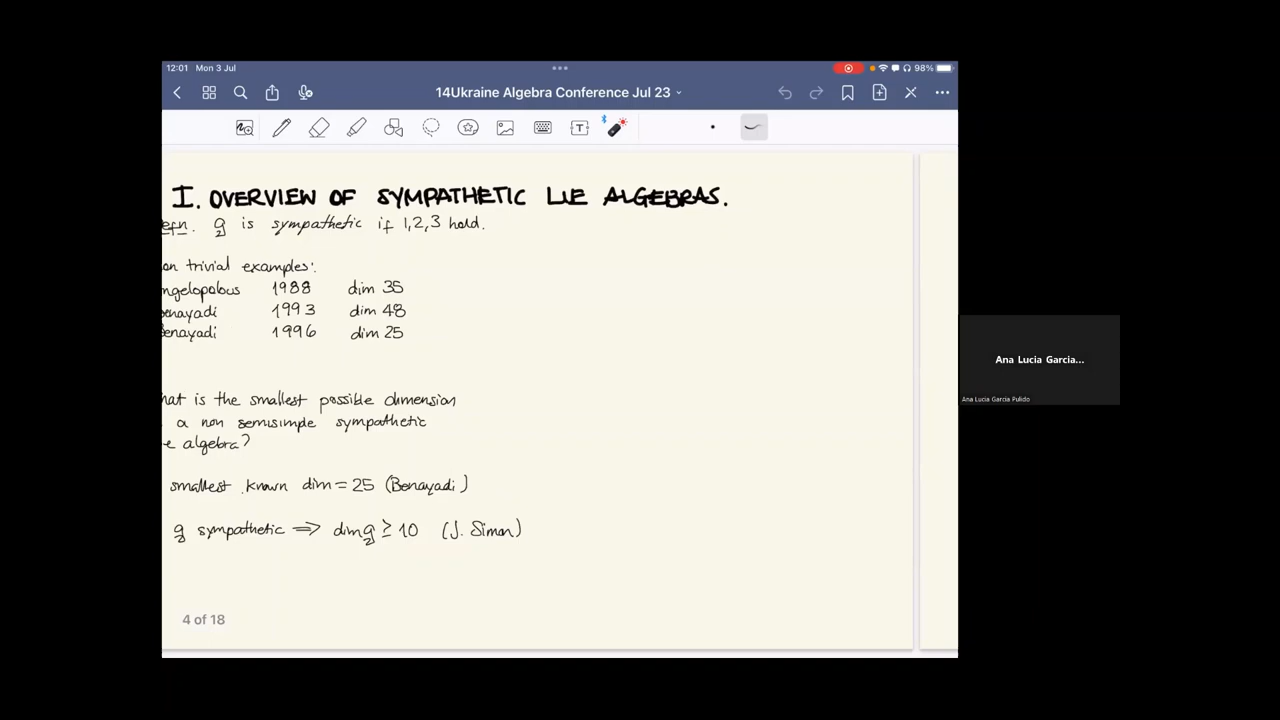 12:01 Mon 3 Jul
98%
14Ukraine Algebra Conference Jul 23
I. OVERVIEW OF SYMPATHETIC LIE ALGEBRAS.
efn. g is sympathetic if 1,2,3 hold.
on trivial examples:
ngelopoulos 1988 dim 35
Benayadi 1993 dim 48
Benayadi 1996 dim 25
hat is the smallest possible dimension
a non semisimple sympathetic
e algebra?
smallest known dim = 25 (Benayadi)
g sympathetic ⟹ dim g ≥ 10 (J. Simon)
4 of 18
Ana Lucia Garcia...
Ana Lucia Garcia Pulido